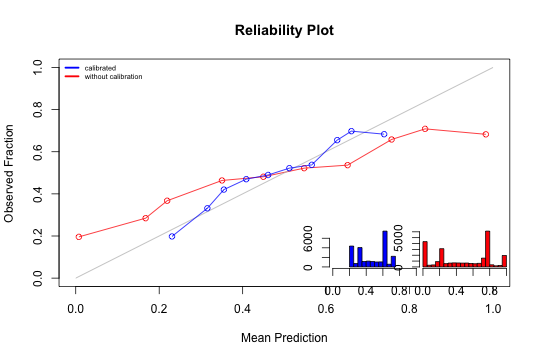 Reliability Plot
calibrated
without calibration
Observed Fraction
1.0
0.8
0.6
0.4
0.2
0.0
6000
0
5000
0
0.0 0.4 0.8
0.0 0.4 0.8
0.0 0.2 0.4 0.6 0.8 1.0
Mean Prediction